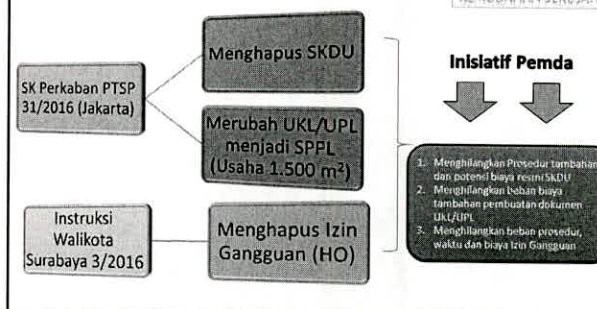 SK Perkaban PTSP
31/2016 (Jakarta)
Menghapus SKDU
Merubah UKL/UPL
menjadi SPPL
(Usaha 1.500 m²)
Instruksi
Walikota
Surabaya 3/2016
Menghapus Izin
Gangguan (HO)
Inisiatif Pemda
1. Menghilangkan Prosedur tambahan
dan potensi biaya resmi SKDU
2. Menghilangkan beban biaya
tambahan pembuatan dokumen
UKL/UPL
3. Menghilangkan beban prosedur,
waktu dan biaya Izin Gangguan